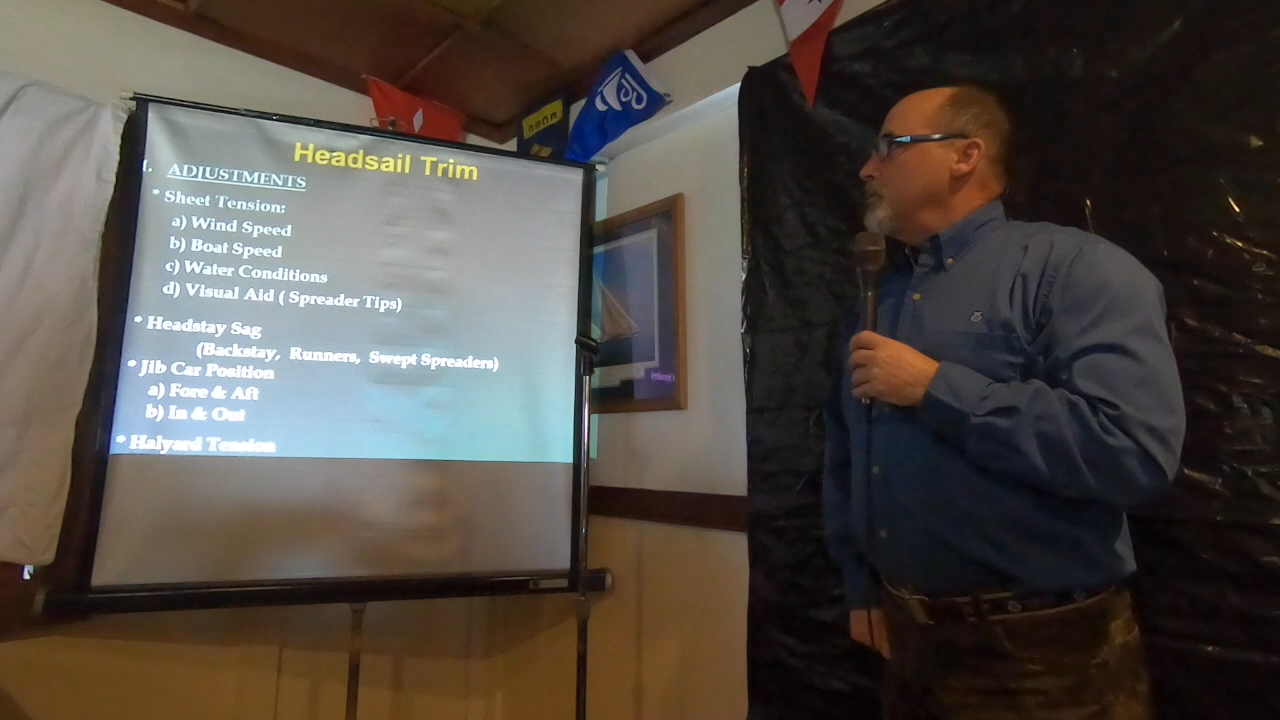 Headsail Trim
I. ADJUSTMENTS
* Sheet Tension:
a) Wind Speed
b) Boat Speed
c) Water Conditions
d) Visual Aid ( Spreader Tips)
* Headstay Sag
(Backstay, Runners, Swept Spreaders)
* Jib Car Position
a) Fore & Aft
b) In & Out
* Halyard Tension